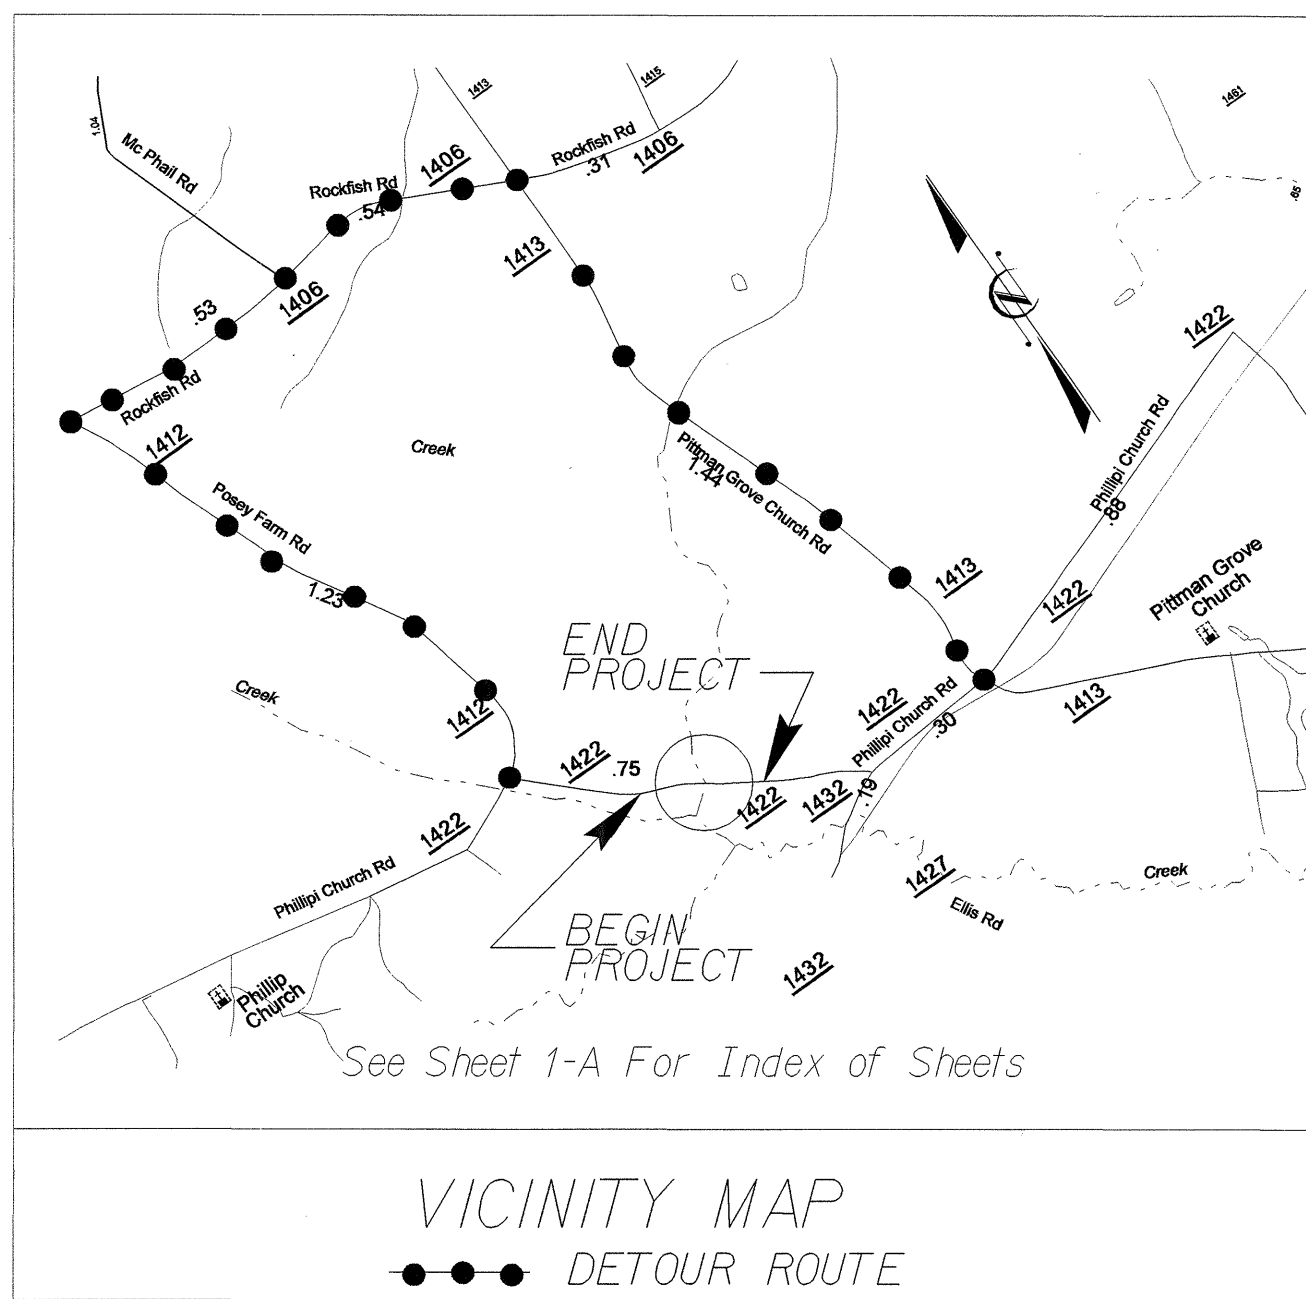 1413
1415
1461
1.04
Mc Phail Rd
Rockfish Rd
1406
.54
Rockfish Rd
.31
1406
.65
1413
.53
1406
1422
Rockfish Rd
1412
Creek
Pittman Grove Church Rd
1.44
Phillipi Church Rd
.88
Posey Farm Rd
1.23
1413
1422
Pittman Grove
Church
END
PROJECT
Creek
1412
1422
Phillipi Church Rd
.30
1413
1422
.75
1422
1432
.19
1422
Phillipi Church Rd
1427
Ellis Rd
Creek
BEGIN
PROJECT
1432
Phillip
Church
See Sheet 1-A For Index of Sheets
VICINITY MAP
DETOUR ROUTE